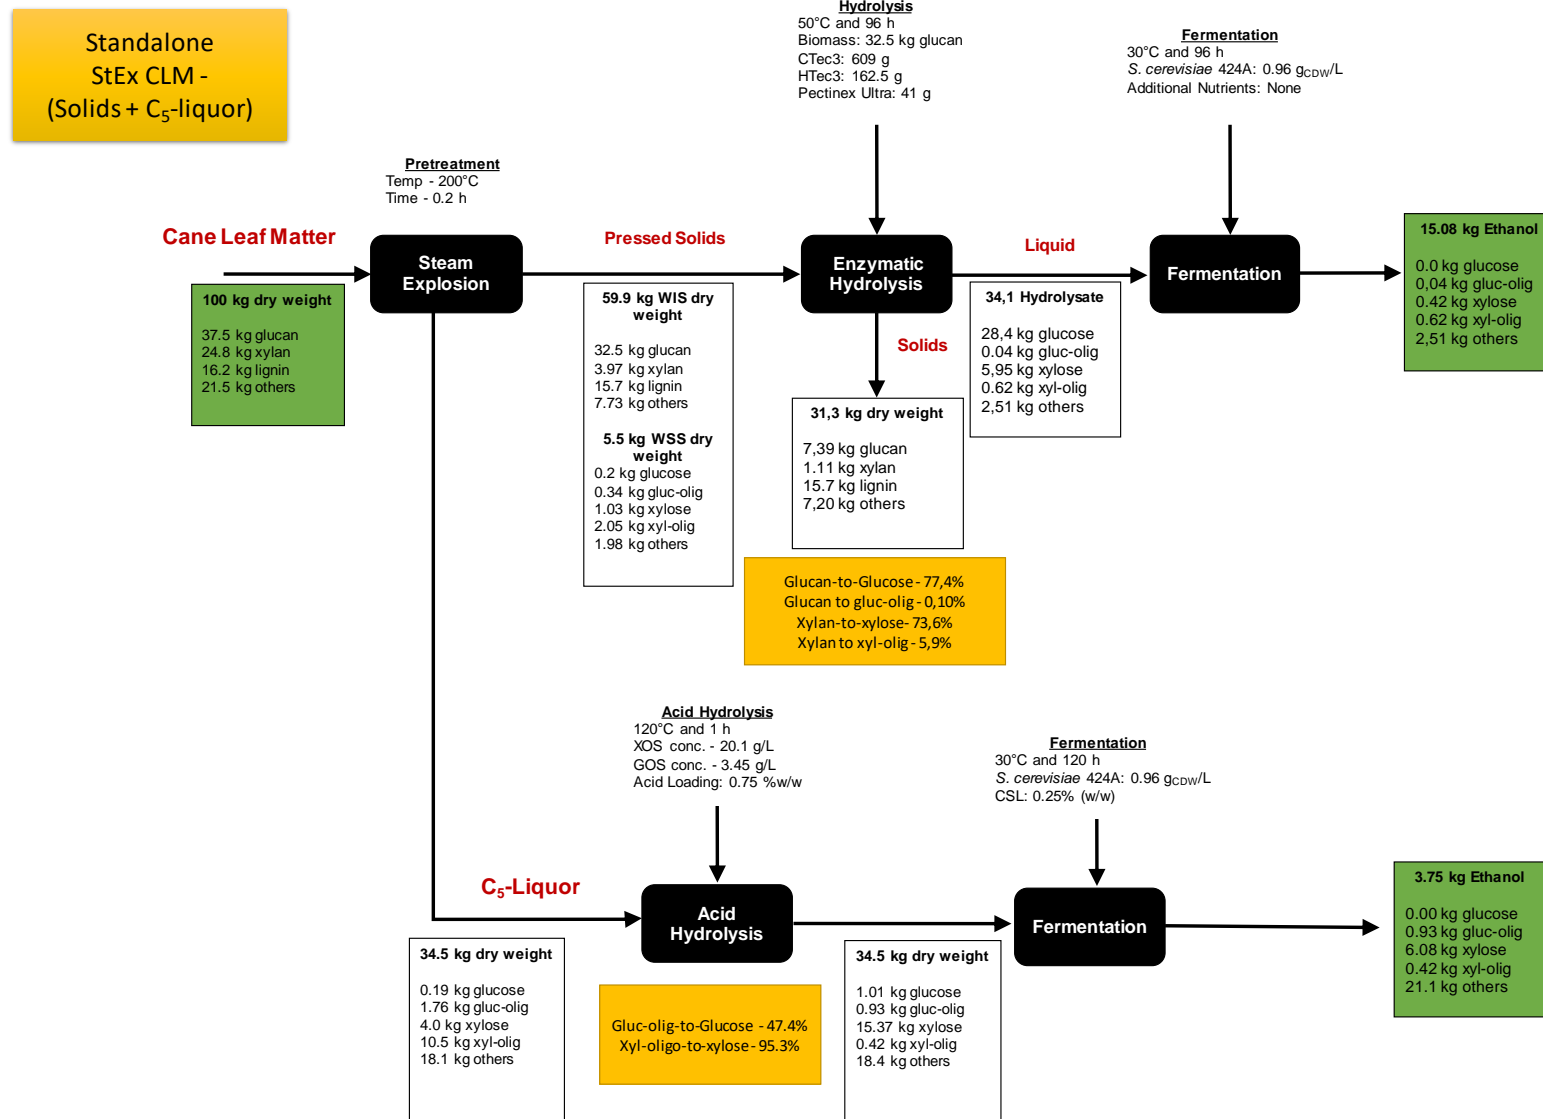 Standalone
StEx CLM -
(Solids + C5-liquor)
Hydrolysis
50°C and 96 h
Biomass: 32.5 kg glucan
CTec3: 609 g
HTec3: 162.5 g
Pectinex Ultra: 41 g
Fermentation
30°C and 96 h
S. cerevisiae 424A: 0.96 gCDW/L
Additional Nutrients: None
Pretreatment
Temp - 200°C
Time - 0.2 h
Cane Leaf Matter
Steam
Explosion
Pressed Solids
Enzymatic
Hydrolysis
Liquid
Fermentation
100 kg dry weight
37.5 kg glucan
24.8 kg xylan
16.2 kg lignin
21.5 kg others
59.9 kg WIS dry
weight
32.5 kg glucan
3.97 kg xylan
15.7 kg lignin
7.73 kg others
5.5 kg WSS dry
weight
0.2 kg glucose
0.34 kg gluc-olig
1.03 kg xylose
2.05 kg xyl-olig
1.98 kg others
Solids
31,3 kg dry weight
7,39 kg glucan
1.11 kg xylan
15.7 kg lignin
7,20 kg others
34,1 Hydrolysate
28,4 kg glucose
0.04 kg gluc-olig
5,95 kg xylose
0.62 kg xyl-olig
2,51 kg others
15.08 kg Ethanol
0.0 kg glucose
0,04 kg gluc-olig
0.42 kg xylose
0.62 kg xyl-olig
2,51 kg others
Glucan-to-Glucose - 77,4%
Glucan to gluc-olig - 0,10%
Xylan-to-xylose- 73,6%
Xylan to xyl-olig - 5,9%
Acid Hydrolysis
120°C and 1 h
XOS conc. - 20.1 g/L
GOS conc. - 3.45 g/L
Acid Loading: 0.75 %w/w
Fermentation
30°C and 120 h
S. cerevisiae 424A: 0.96 gCDW/L
CSL: 0.25% (w/w)
C5-Liquor
Acid
Hydrolysis
Fermentation
34.5 kg dry weight
0.19 kg glucose
1.76 kg gluc-olig
4.0 kg xylose
10.5 kg xyl-olig
18.1 kg others
Gluc-olig-to-Glucose - 47.4%
Xyl-oligo-to-xylose - 95.3%
34.5 kg dry weight
1.01 kg glucose
0.93 kg gluc-olig
15.37 kg xylose
0.42 kg xyl-olig
18.4 kg others
3.75 kg Ethanol
0.00 kg glucose
0.93 kg gluc-olig
6.08 kg xylose
0.42 kg xyl-olig
21.1 kg others